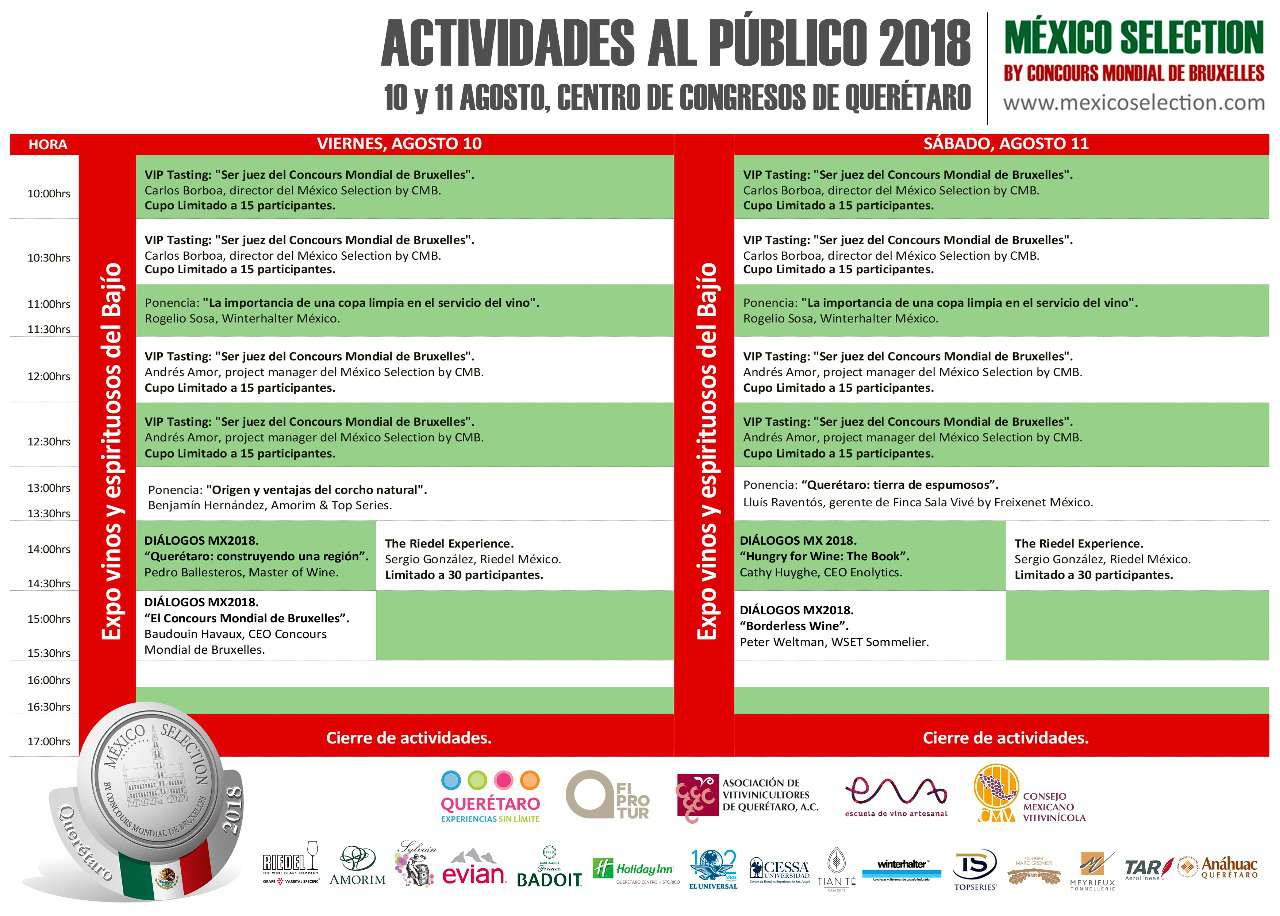 ACTIVIDADES AL PÚBLICO 2018
10 y 11 AGOSTO, CENTRO DE CONGRESOS DE QUERÉTARO
MÉXICO SELECTION
BY CONCOURS MONDIAL DE BRUXELLES
www.mexicoselection.com
HORA
VIERNES, AGOSTO 10
SÁBADO, AGOSTO 11
Expo vinos y espirituosos del Bajío
Expo vinos y espirituosos del Bajío
10:00hrs
VIP Tasting: "Ser juez del Concours Mondial de Bruxelles".
Carlos Borboa, director del México Selection by CMB.
Cupo Limitado a 15 participantes.
VIP Tasting: "Ser juez del Concours Mondial de Bruxelles".
Carlos Borboa, director del México Selection by CMB.
Cupo Limitado a 15 participantes.
10:30hrs
VIP Tasting: "Ser juez del Concours Mondial de Bruxelles".
Carlos Borboa, director del México Selection by CMB.
Cupo Limitado a 15 participantes.
VIP Tasting: "Ser juez del Concours Mondial de Bruxelles".
Carlos Borboa, director del México Selection by CMB.
Cupo Limitado a 15 participantes.
11:00hrs
11:30hrs
Ponencia: "La importancia de una copa limpia en el servicio del vino".
Rogelio Sosa, Winterhalter México.
Ponencia: "La importancia de una copa limpia en el servicio del vino".
Rogelio Sosa, Winterhalter México.
12:00hrs
VIP Tasting: "Ser juez del Concours Mondial de Bruxelles".
Andrés Amor, project manager del México Selection by CMB.
Cupo Limitado a 15 participantes.
VIP Tasting: "Ser juez del Concours Mondial de Bruxelles".
Andrés Amor, project manager del México Selection by CMB.
Cupo Limitado a 15 participantes.
12:30hrs
VIP Tasting: "Ser juez del Concours Mondial de Bruxelles".
Andrés Amor, project manager del México Selection by CMB.
Cupo Limitado a 15 participantes.
VIP Tasting: "Ser juez del Concours Mondial de Bruxelles".
Andrés Amor, project manager del México Selection by CMB.
Cupo Limitado a 15 participantes.
13:00hrs
13:30hrs
Ponencia: "Origen y ventajas del corcho natural".
Benjamín Hernández, Amorim & Top Series.
Ponencia: “Querétaro: tierra de espumosos”.
Lluís Raventós, gerente de Finca Sala Vivé by Freixenet México.
14:00hrs
14:30hrs
DIÁLOGOS MX2018.
“Querétaro: construyendo una región”.
Pedro Ballesteros, Master of Wine.
The Riedel Experience.
Sergio González, Riedel México.
Limitado a 30 participantes.
DIÁLOGOS MX 2018.
“Hungry for Wine: The Book”.
Cathy Huyghe, CEO Enolytics.
The Riedel Experience.
Sergio González, Riedel México.
Limitado a 30 participantes.
15:00hrs
15:30hrs
DIÁLOGOS MX2018.
“El Concours Mondial de Bruxelles”.
Baudouin Havaux, CEO Concours
Mondial de Bruxelles.
DIÁLOGOS MX2018.
“Borderless Wine”.
Peter Weltman, WSET Sommelier.
16:00hrs
16:30hrs
17:00hrs
Cierre de actividades.
Cierre de actividades.
MÉXICO SELECTION
BY CONCOURS MONDIAL DE BRUXELLES
Querétaro
2018
QUERÉTARO
EXPERIENCIAS SIN LÍMITE
FI
PRO
TUR
ASOCIACIÓN DE
VITIVINICULTORES
DE QUERÉTARO, A.C.
eva
escuela de vino artesanal
CMV
CONSEJO
MEXICANO
VITIVINÍCOLA
RIEDEL
AMORIM
Sylvain
evian
BADOIT
Holiday Inn
102
EL UNIVERSAL
CESSA
UNIVERSIDAD
TIAN TÉ
winterhalter
TS
TOPSERIES
MEYRIEUX
TONNELLERIE
TAR
Aerolíneas
Anáhuac
QUERÉTARO